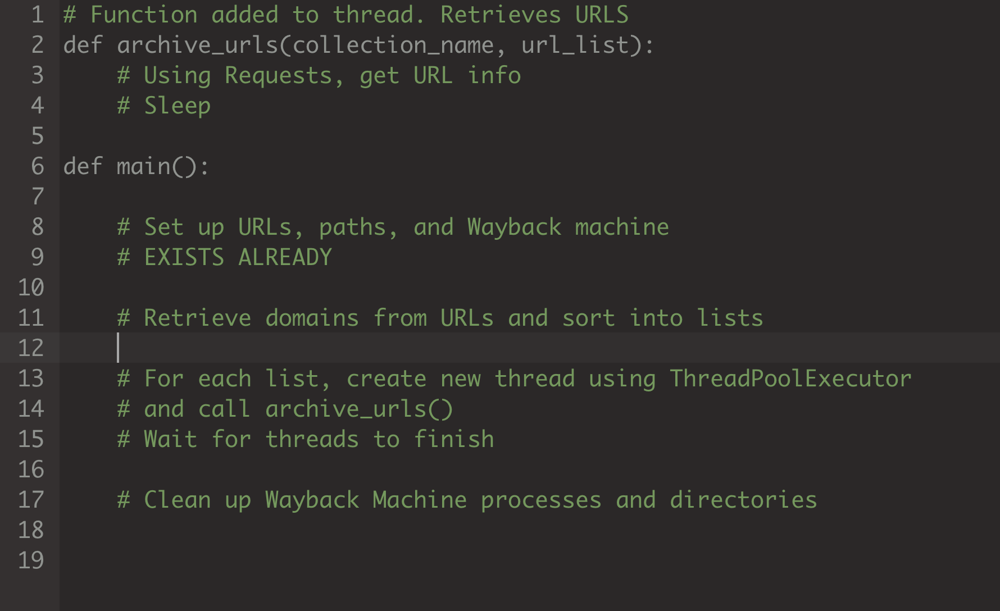 1 # Function added to thread. Retrieves URLS
2 def archive_urls(collection_name, url_list):
3     # Using Requests, get URL info
4     # Sleep
5
6 def main():
7
8     # Set up URLs, paths, and Wayback machine
9     # EXISTS ALREADY
10
11     # Retrieve domains from URLs and sort into lists
12
13     # For each list, create new thread using ThreadPoolExecutor
14     # and call archive_urls()
15     # Wait for threads to finish
16
17     # Clean up Wayback Machine processes and directories
18
19